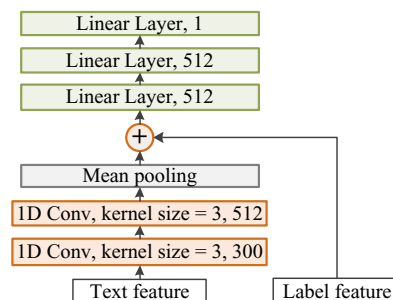 Linear Layer, 1
Linear Layer, 512
Linear Layer, 512
+
Mean pooling
1D Conv, kernel size = 3, 512
1D Conv, kernel size = 3, 300
Text feature
Label feature